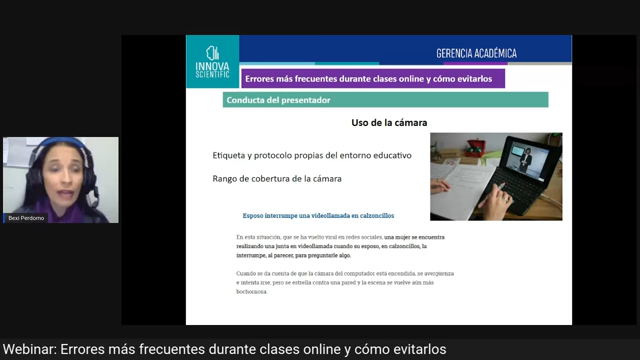 INNOVA
SCIENTIFIC
GERENCIA ACADÉMICA
Errores más frecuentes durante clases online y cómo evitarlos
Conducta del presentador
Uso de la cámara
Etiqueta y protocolo propias del entorno educativo
Rango de cobertura de la cámara
Esposo interrumpe una videollamada en calzoncillos
En esta situación, que se ha vuelto viral en redes sociales, una mujer se encuentra
realizando una junta en videollamada cuando su esposo, en calzoncillos, la
interrumpe, al parecer, para preguntarle algo.
Cuando se da cuenta de que la cámara del computador está encendida, se avergüenza
e intenta irse, pero se estrella contra una pared y la escena se vuelve aún más
bochornosa.
Bexi Perdomo
Webinar: Errores más frecuentes durante clases online y cómo evitarlos